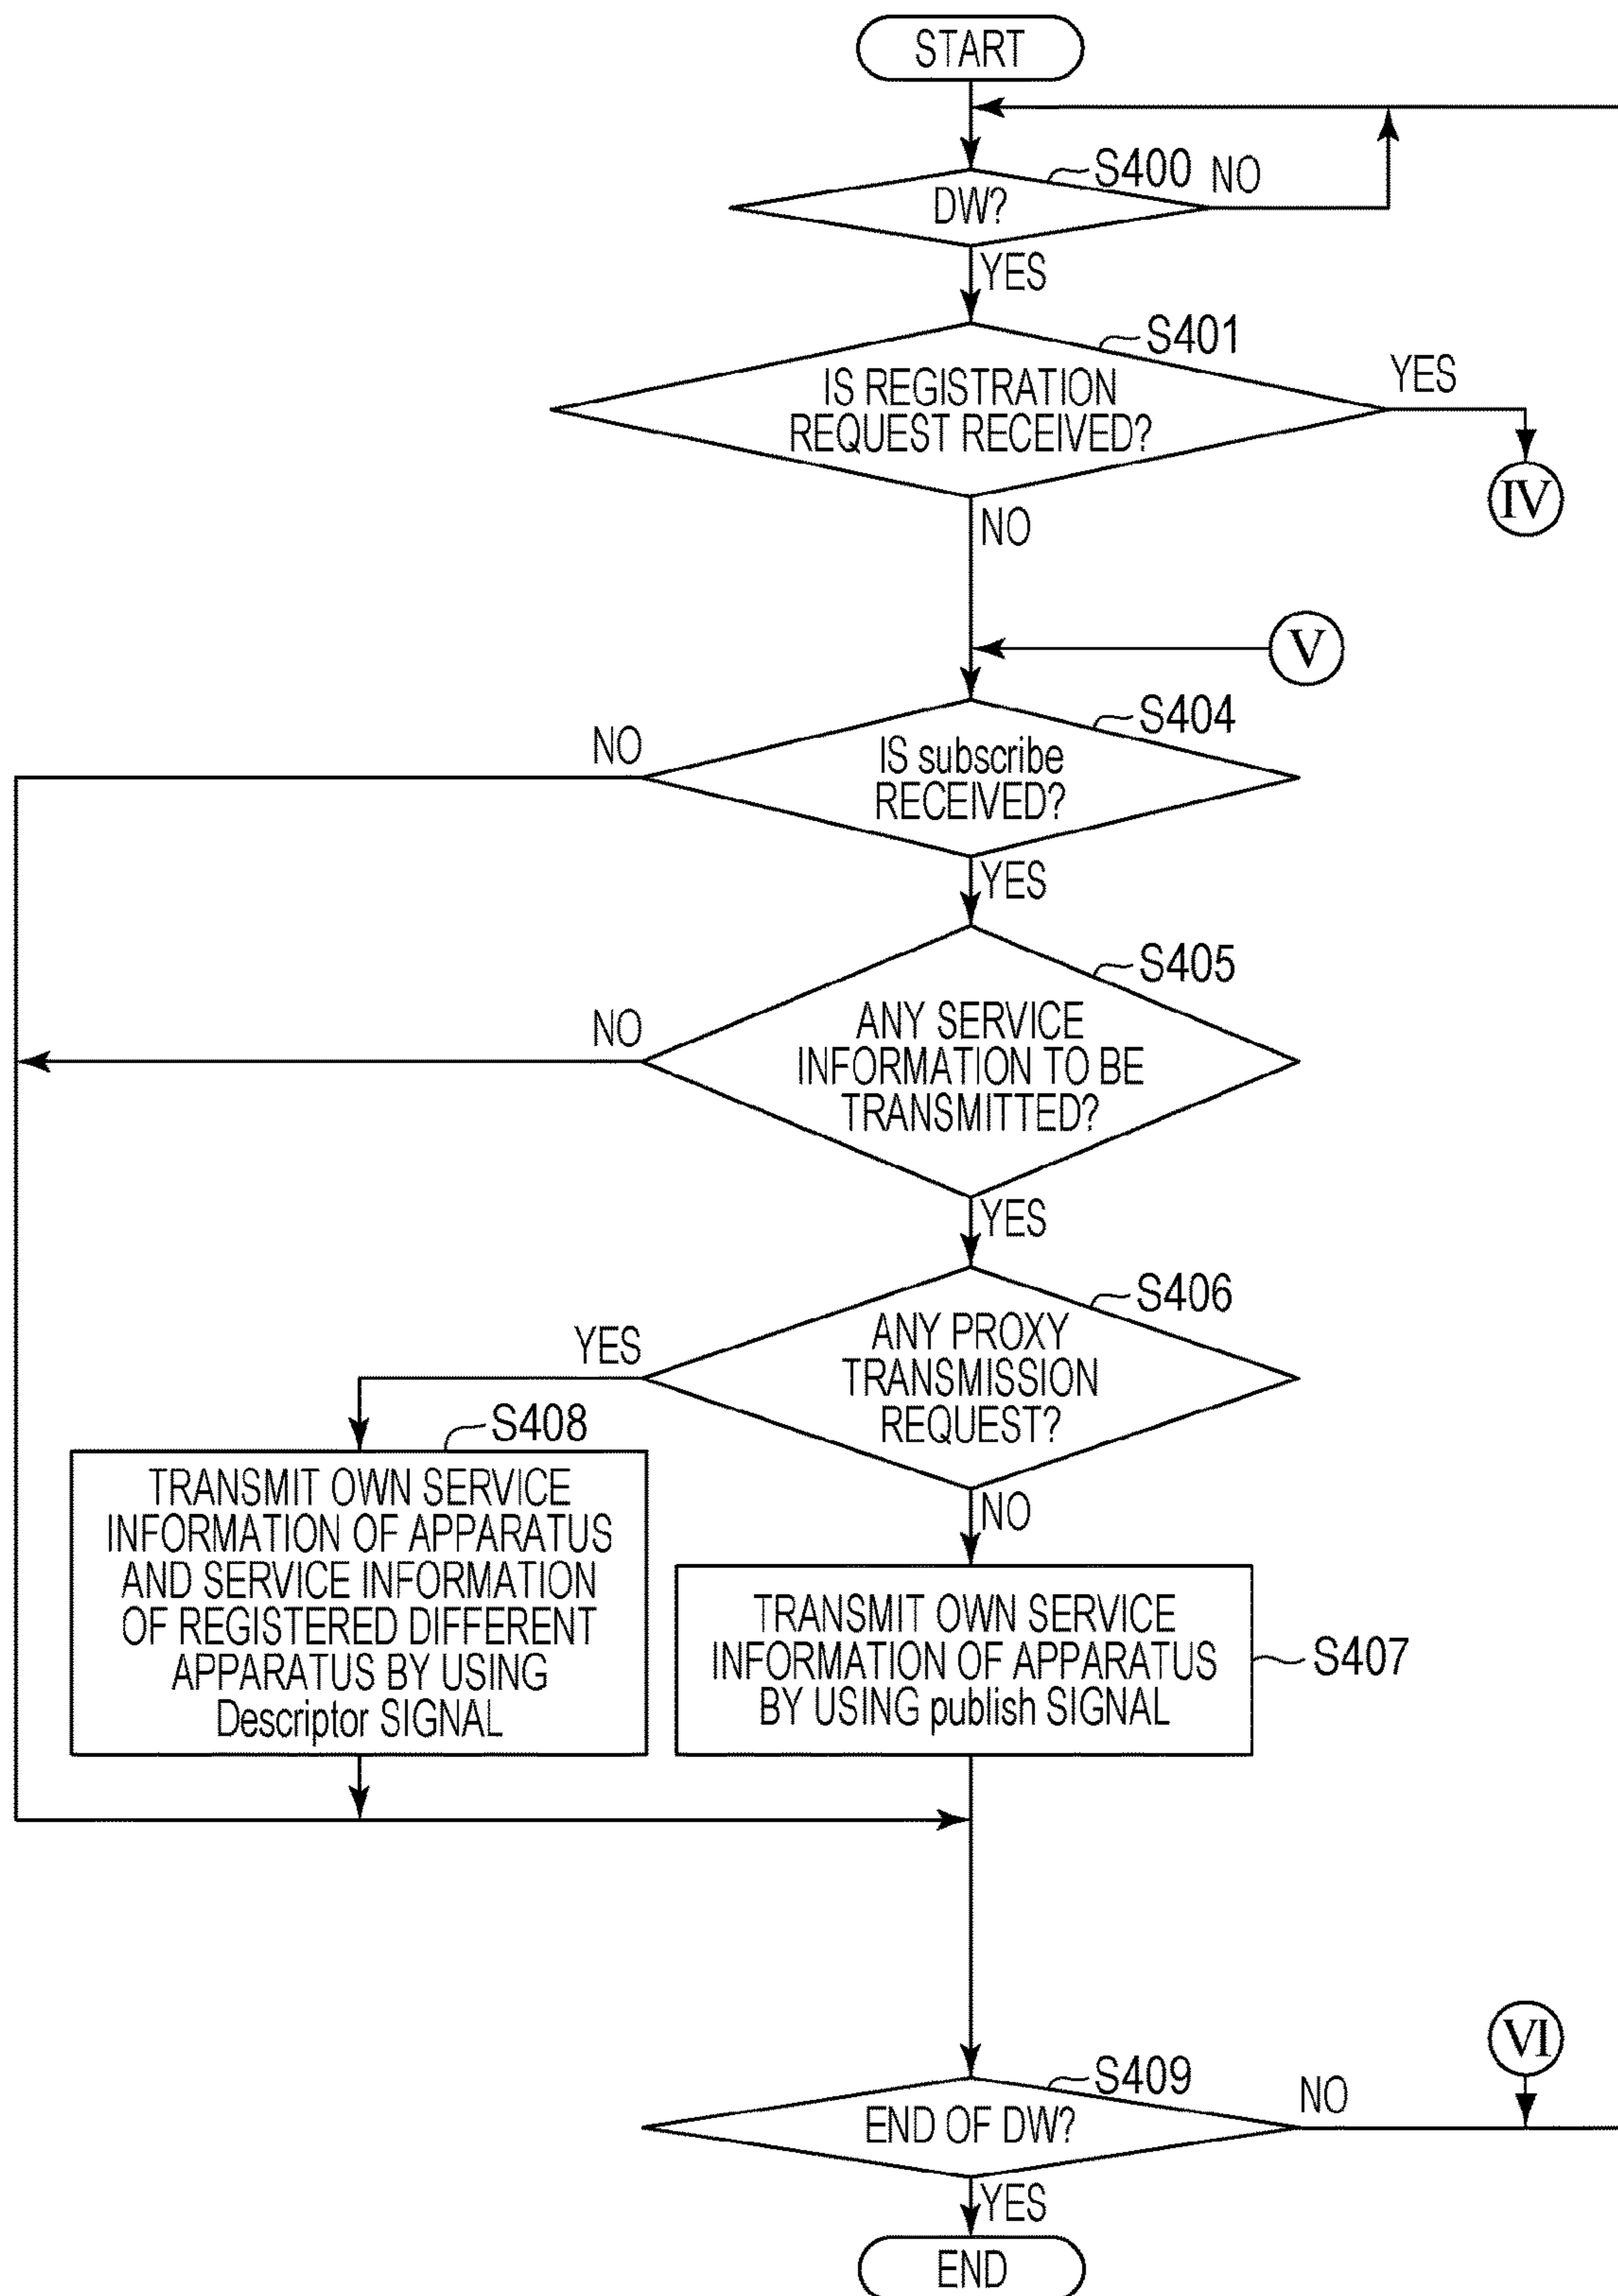 START
S400
NO
DW?
YES
S401
YES
IS REGISTRATION
REQUEST RECEIVED?
IV
NO
V
S404
NO
IS subscribe
RECEIVED?
YES
S405
NO
ANY SERVICE
INFORMATION TO BE
TRANSMITTED?
YES
S406
YES
ANY PROXY
TRANSMISSION
REQUEST?
S408
NO
TRANSMIT OWN SERVICE
INFORMATION OF APPARATUS
AND SERVICE INFORMATION
OF REGISTERED DIFFERENT
APPARATUS BY USING
Descriptor SIGNAL
TRANSMIT OWN SERVICE
INFORMATION OF APPARATUS
BY USING publish SIGNAL
S407
VI
S409
NO
END OF DW?
YES
END